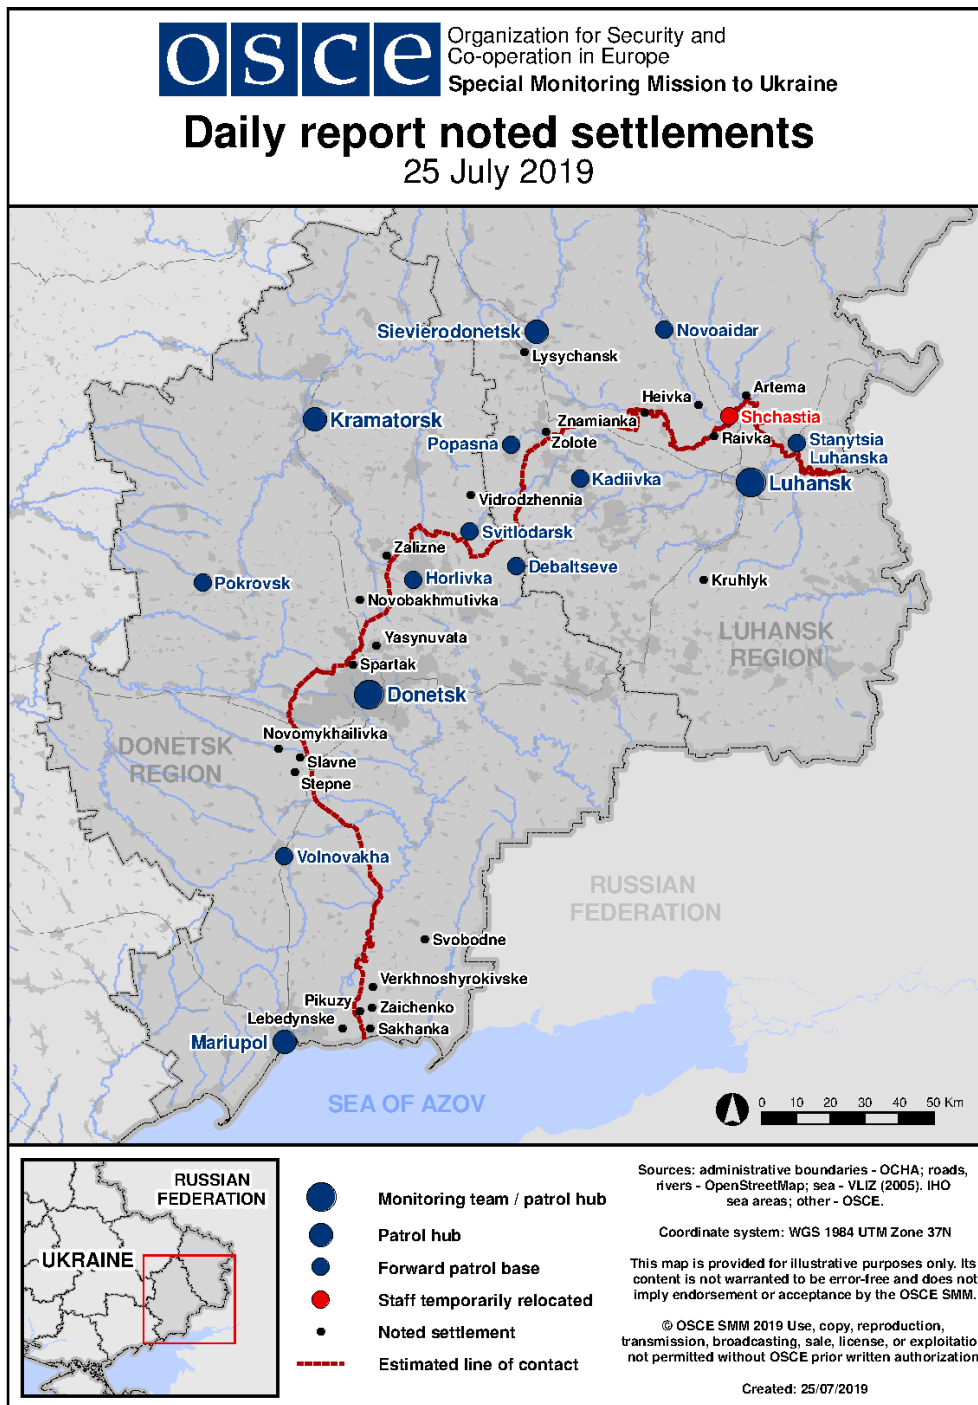 osce
Organization for Security and
Co-operation in Europe
Special Monitoring Mission to Ukraine
Daily report noted settlements
25 July 2019
Sievierodonetsk
Novoaidar
Lysychansk
Artema
Heivka
Kramatorsk
Znamianka
Shchastia
Popasna
Zolote
Raivka
Stanytsia
Luhanska
Kadiivka
Luhansk
Vidrodzhennia
Svitlodarsk
Zalizne
Debaltseve
Pokrovsk
Horlivka
Kruhlyk
Novobakhmutivka
LUHANSK
REGION
Yasynuvata
Spartak
Donetsk
Novomykhailivka
DONETSK
REGION
Slavne
Stepne
Volnovakha
RUSSIAN
FEDERATION
Svobodne
Verkhnoshyrokivske
Pikuzy
Zaichenko
Lebedynske
Sakhanka
Mariupol
SEA OF AZOV
0 10 20 30 40 50 Km
RUSSIAN
FEDERATION
UKRAINE
Monitoring team / patrol hub
Patrol hub
Forward patrol base
Staff temporarily relocated
Noted settlement
Estimated line of contact
Sources: administrative boundaries - OCHA; roads,
rivers - OpenStreetMap; sea - VLIZ (2005). IHO
sea areas; other - OSCE.
Coordinate system: WGS 1984 UTM Zone 37N
This map is provided for illustrative purposes only. Its
content is not warranted to be error-free and does not
imply endorsement or acceptance by the OSCE SMM.
© OSCE SMM 2019 Use, copy, reproduction,
transmission, broadcasting, sale, license, or exploitatio
not permitted without OSCE prior written authorization
Created: 25/07/2019